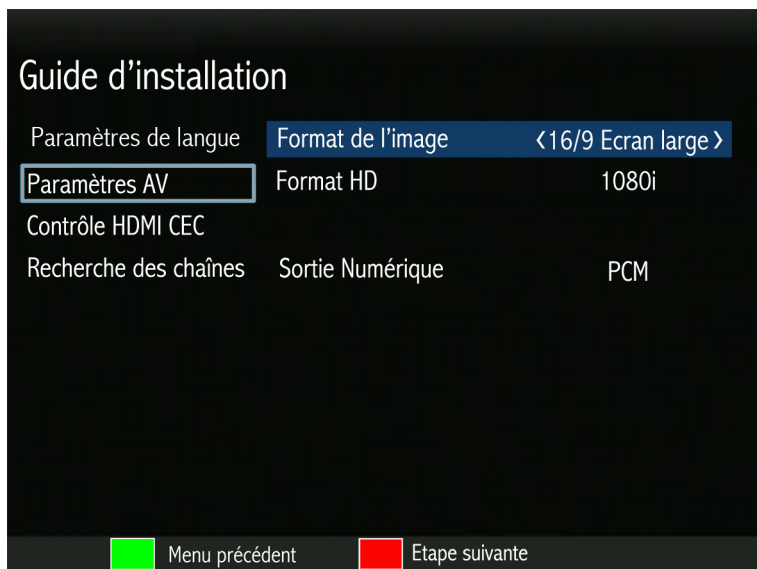 Guide d'installation
Paramètres de langue
Format de l'image
‹16/9 Ecran large›
Paramètres AV
Format HD
1080i
Contrôle HDMI CEC
Recherche des chaînes
Sortie Numérique
PCM
Menu précédent
Etape suivante